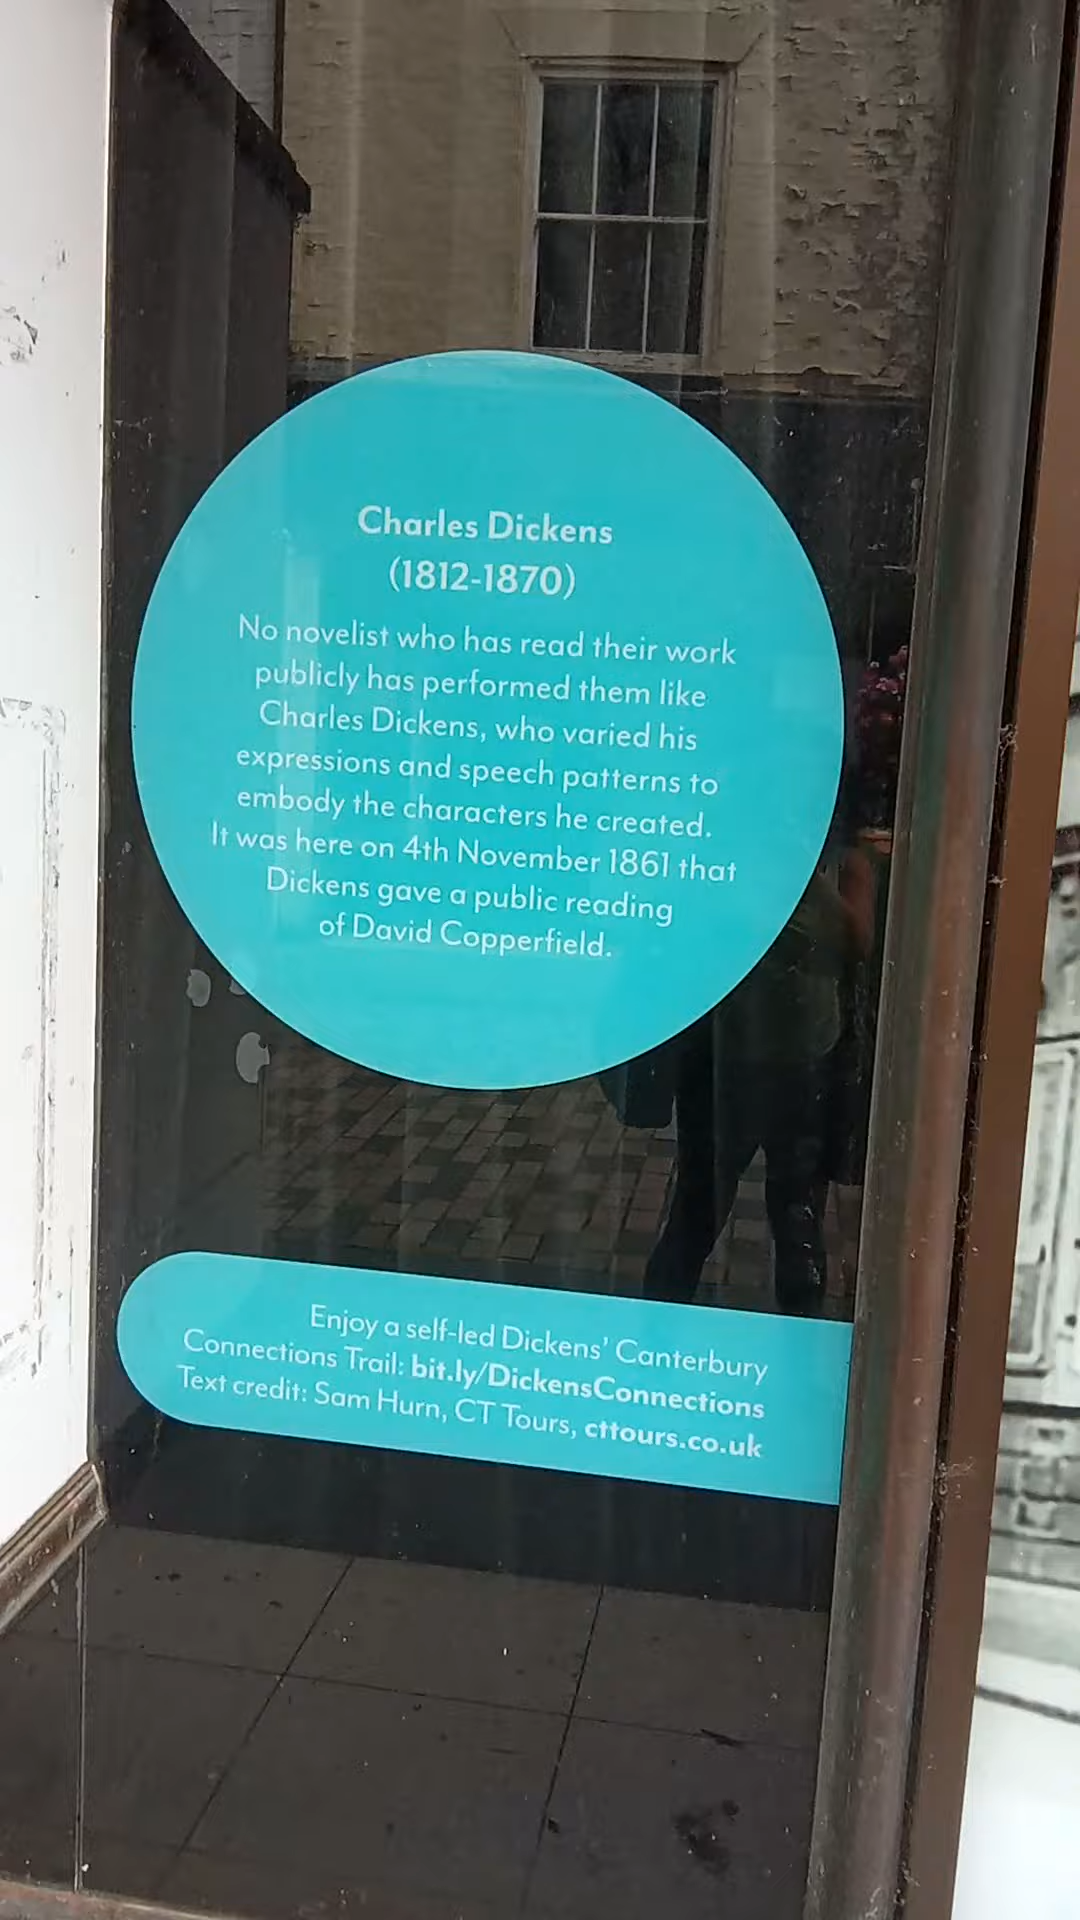 Charles Dickens
(1812-1870)
No novelist who has read their work
publicly has performed them like
Charles Dickens, who varied his
expressions and speech patterns to
embody the characters he created.
It was here on 4th November 1861 that
Dickens gave a public reading
of David Copperfield.
Enjoy a self-led Dickens' Canterbury
Connections Trail: bit.ly/DickensConnections
Text credit: Sam Hurn, CT Tours, cttours.co.uk